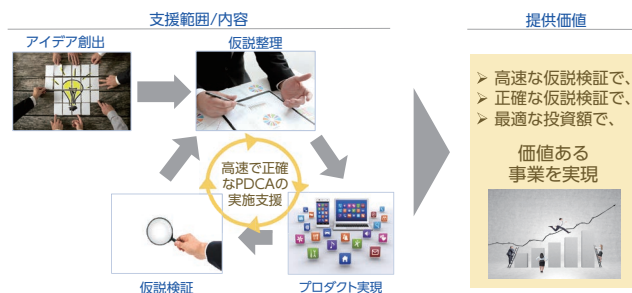 支援範囲/内容
アイデア創出
仮説整理
高速で正確
なPDCAの
実施支援
仮説検証
プロダクト実現
提供価値
➢ 高速な仮説検証で、
➢ 正確な仮説検証で、
➢ 最適な投資額で、
価値ある
事業を実現